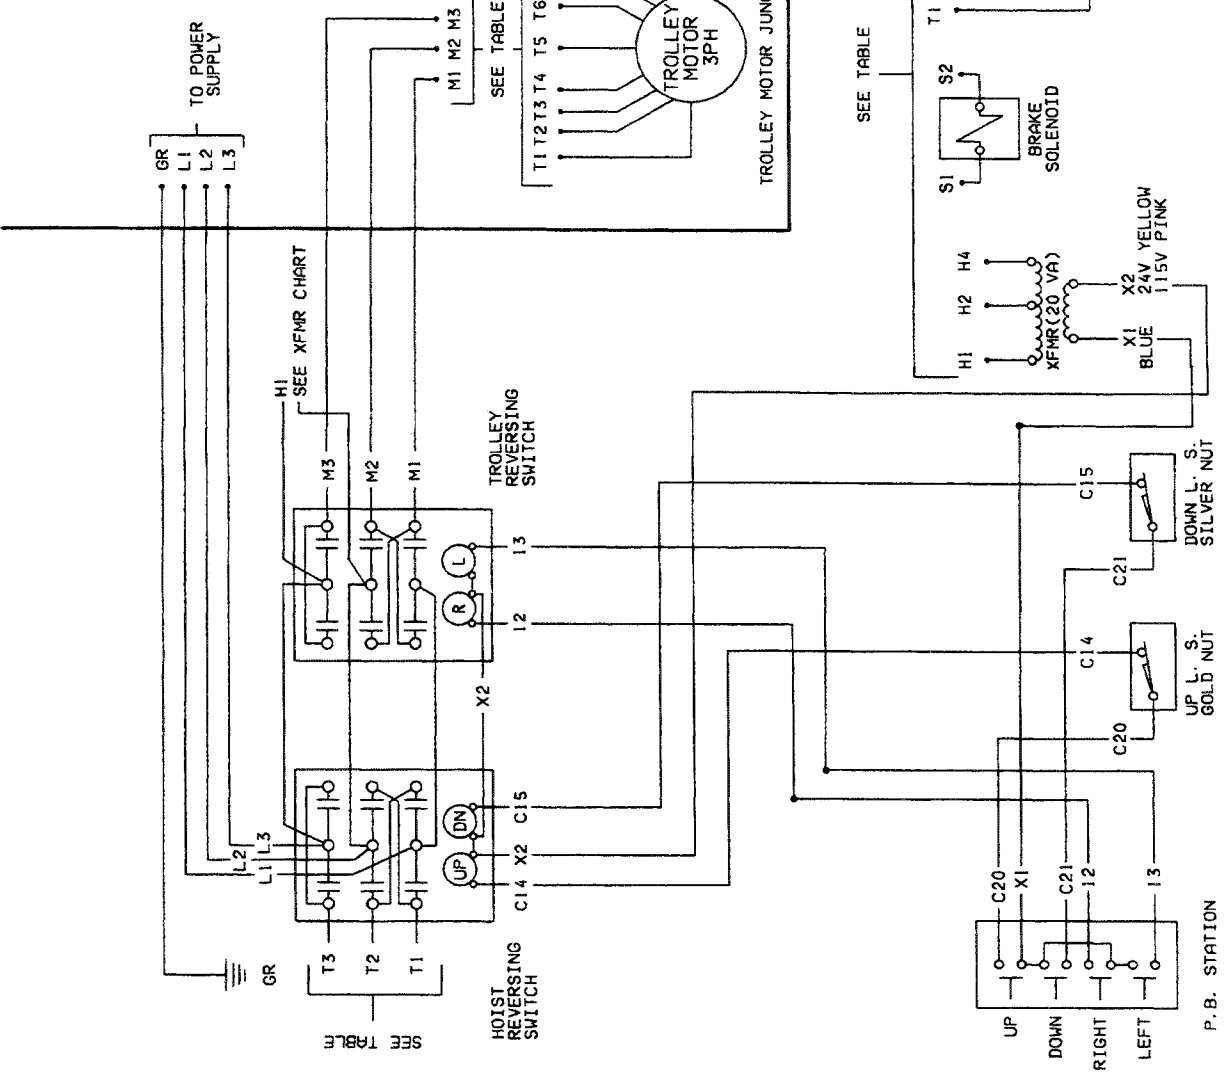 TO POWER
SUPPLY
GR
L1
L2
L3
M3
M2
M1
SEE TABLE
T6
T5
T4
T3
T2
T1
TROLLEY
MOTOR
3PH
TROLLEY MOTOR JUNC
SEE TABLE
T1
S2
S1
BRAKE
SOLENOID
H4
H2
H1
XFMR(20 VA)
X2
24V YELLOW
115V PINK
X1
BLUE
H1
SEE XFMR CHART
M3
M2
M1
TROLLEY
REVERSING
SWITCH
L
R
13
12
X2
C15
DOWN L. S.
SILVER NUT
C21
C14
UP L. S.
GOLD NUT
C20
L3
L2
L1
DN
UP
C15
X2
C14
GR
T3
T2
T1
SEE TABLE
HOIST
REVERSING
SWITCH
C20
X1
C21
12
13
UP
DOWN
RIGHT
LEFT
P.B. STATION